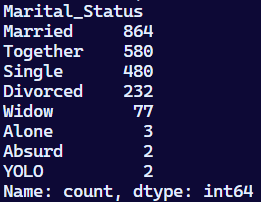 Marital_Status
Married     864
Together    580
Single      480
Divorced    232
Widow        77
Alone         3
Absurd        2
YOLO          2
Name: count, dtype: int64